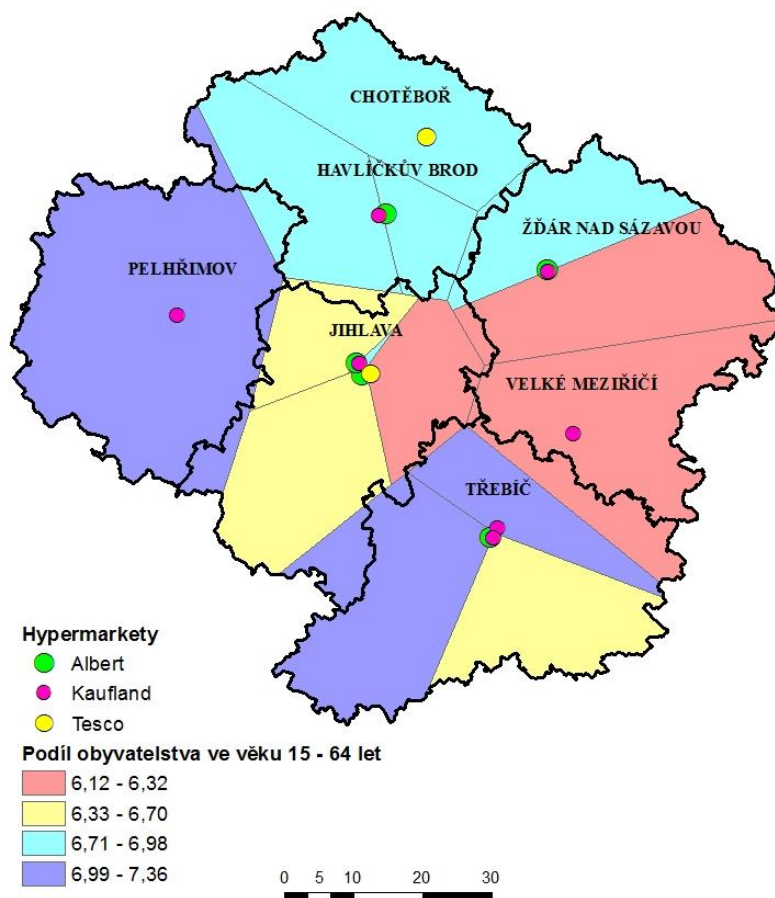 CHOTĚBOŘ
HAVLÍČKŮV BROD
ŽĎÁR NAD SÁZAVOU
PELHŘIMOV
JIHLAVA
VELKÉ MEZIŘÍČÍ
TŘEBÍČ
Hypermarkety
Albert
Kaufland
Tesco
Podíl obyvatelstva ve věku 15 - 64 let
6,12 - 6,32
6,33 - 6,70
6,71 - 6,98
6,99 - 7,36
0 5 10 20 30